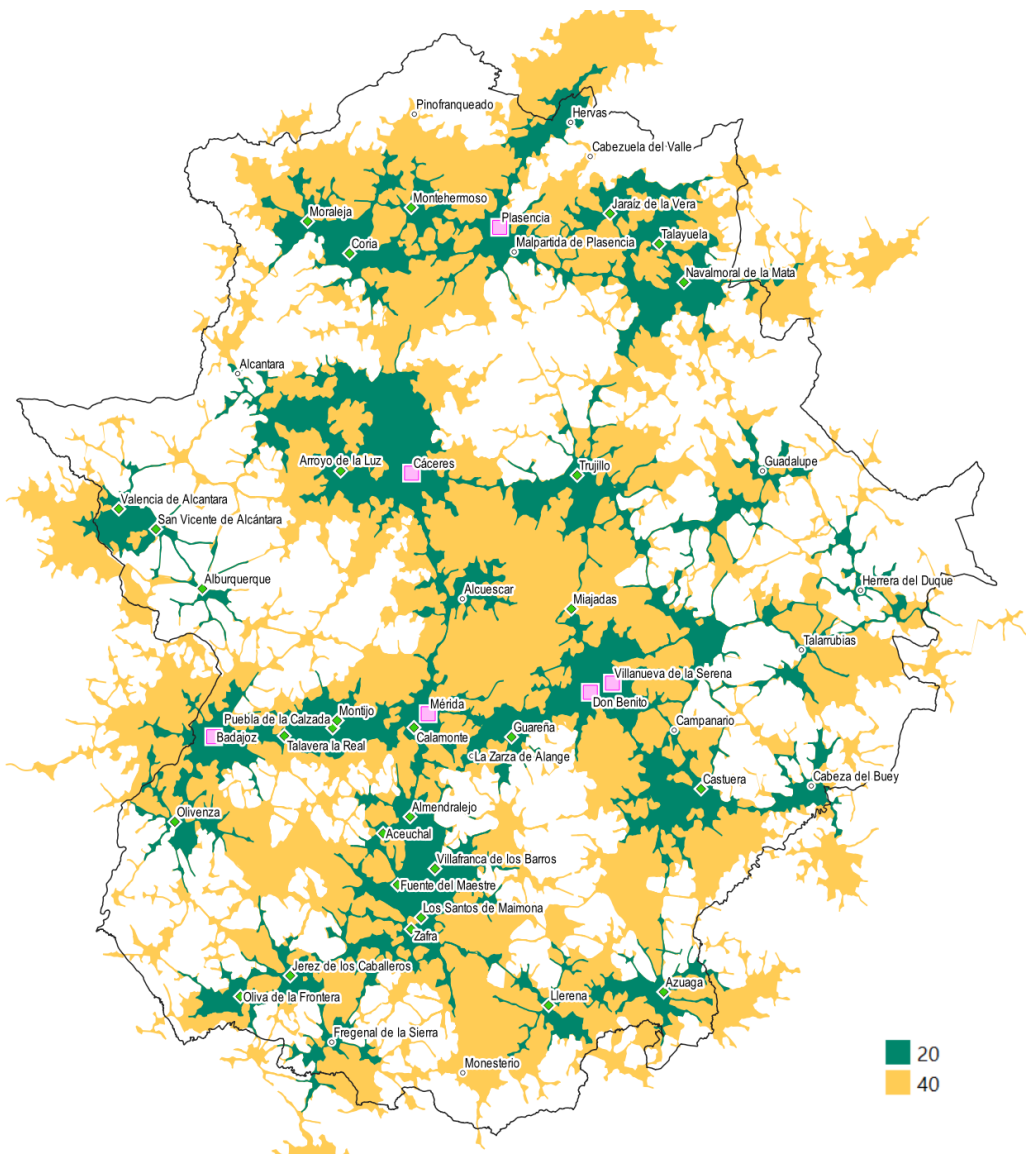 Pinofranqueado
Hervas
Cabezuela del Valle
Montehermoso
Moraleja
Jaraíz de la Vera
Plasencia
Coria
Malpartida de Plasencia
Talayuela
Navalmoral de la Mata
Alcantara
Arroyo de la Luz
Cáceres
Trujillo
Guadalupe
Valencia de Alcantara
San Vicente de Alcántara
Alburquerque
Alcuescar
Miajadas
Herrera del Duque
Talarrubias
Villanueva de la Serena
Don Benito
Mérida
Montijo
Puebla de la Calzada
Badajoz
Talavera la Real
Calamonte
Guareña
Campanario
La Zarza de Alange
Castuera
Cabeza del Buey
Olivenza
Almendralejo
Aceuchal
Villafranca de los Barros
Fuente del Maestre
Los Santos de Maimona
Zafra
Jerez de los Caballeros
Oliva de la Frontera
Llerena
Azuaga
Fregenal de la Sierra
Monesterio
20
40